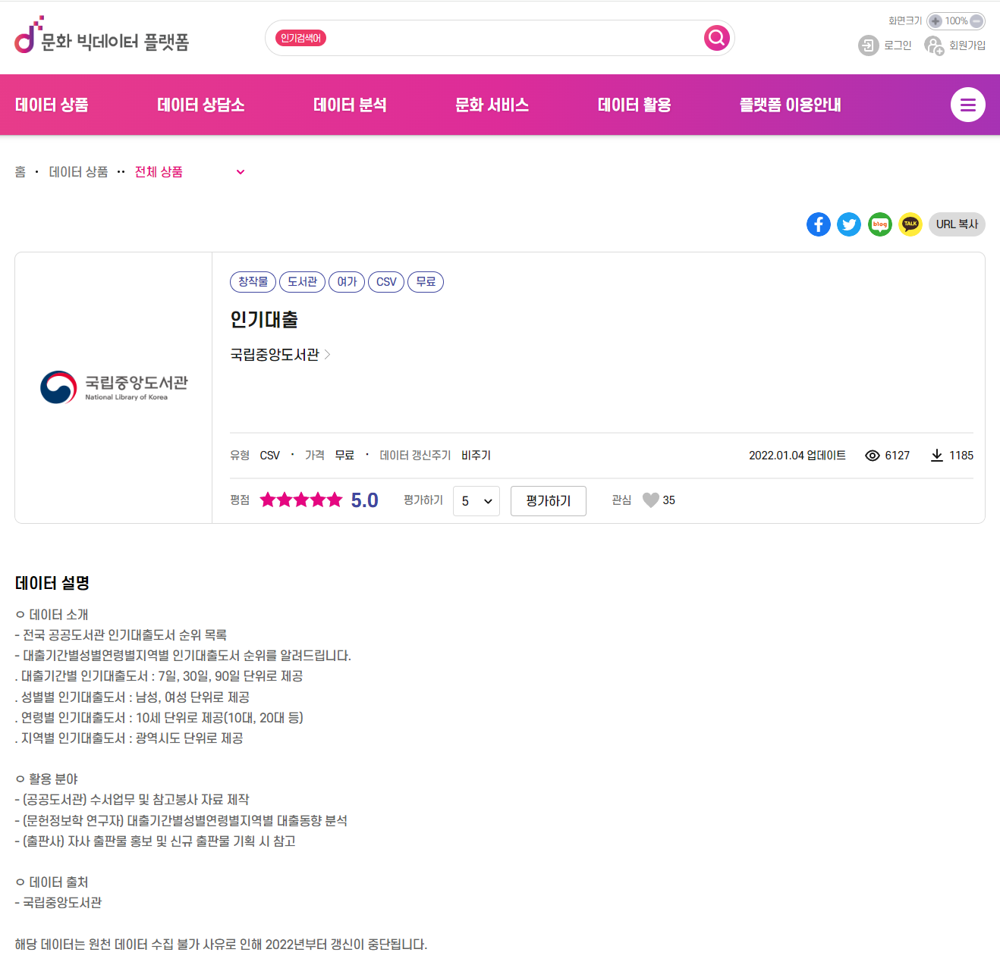 문화 빅데이터 플랫폼
인기검색어
화면크기 100%
로그인 회원가입
데이터 상품 데이터 상담소 데이터 분석 문화 서비스 데이터 활용 플랫폼 이용안내
홈 · 데이터 상품 ·· 전체 상품
blog TALK URL 복사
창작물 도서관 여가 CSV 무료
인기대출
국립중앙도서관
국립중앙도서관
National Library of Korea
유형 CSV · 가격 무료 · 데이터 갱신주기 비주기 2022.01.04 업데이트 6127 1185
평점 5.0 평가하기 5 평가하기 관심 35
데이터 설명
ㅇ 데이터 소개
- 전국 공공도서관 인기대출도서 순위 목록
- 대출기간별성별연령별지역별 인기대출도서 순위를 알려드립니다.
. 대출기간별 인기대출도서 : 7일, 30일, 90일 단위로 제공
. 성별별 인기대출도서 : 남성, 여성 단위로 제공
. 연령별 인기대출도서 : 10세 단위로 제공(10대, 20대 등)
. 지역별 인기대출도서 : 광역시도 단위로 제공
ㅇ 활용 분야
- (공공도서관) 수서업무 및 참고봉사 자료 제작
- (문헌정보학 연구자) 대출기간별성별연령별지역별 대출동향 분석
- (출판사) 자사 출판물 홍보 및 신규 출판물 기획 시 참고
ㅇ 데이터 출처
- 국립중앙도서관
해당 데이터는 원천 데이터 수집 불가 사유로 인해 2022년부터 갱신이 중단됩니다.